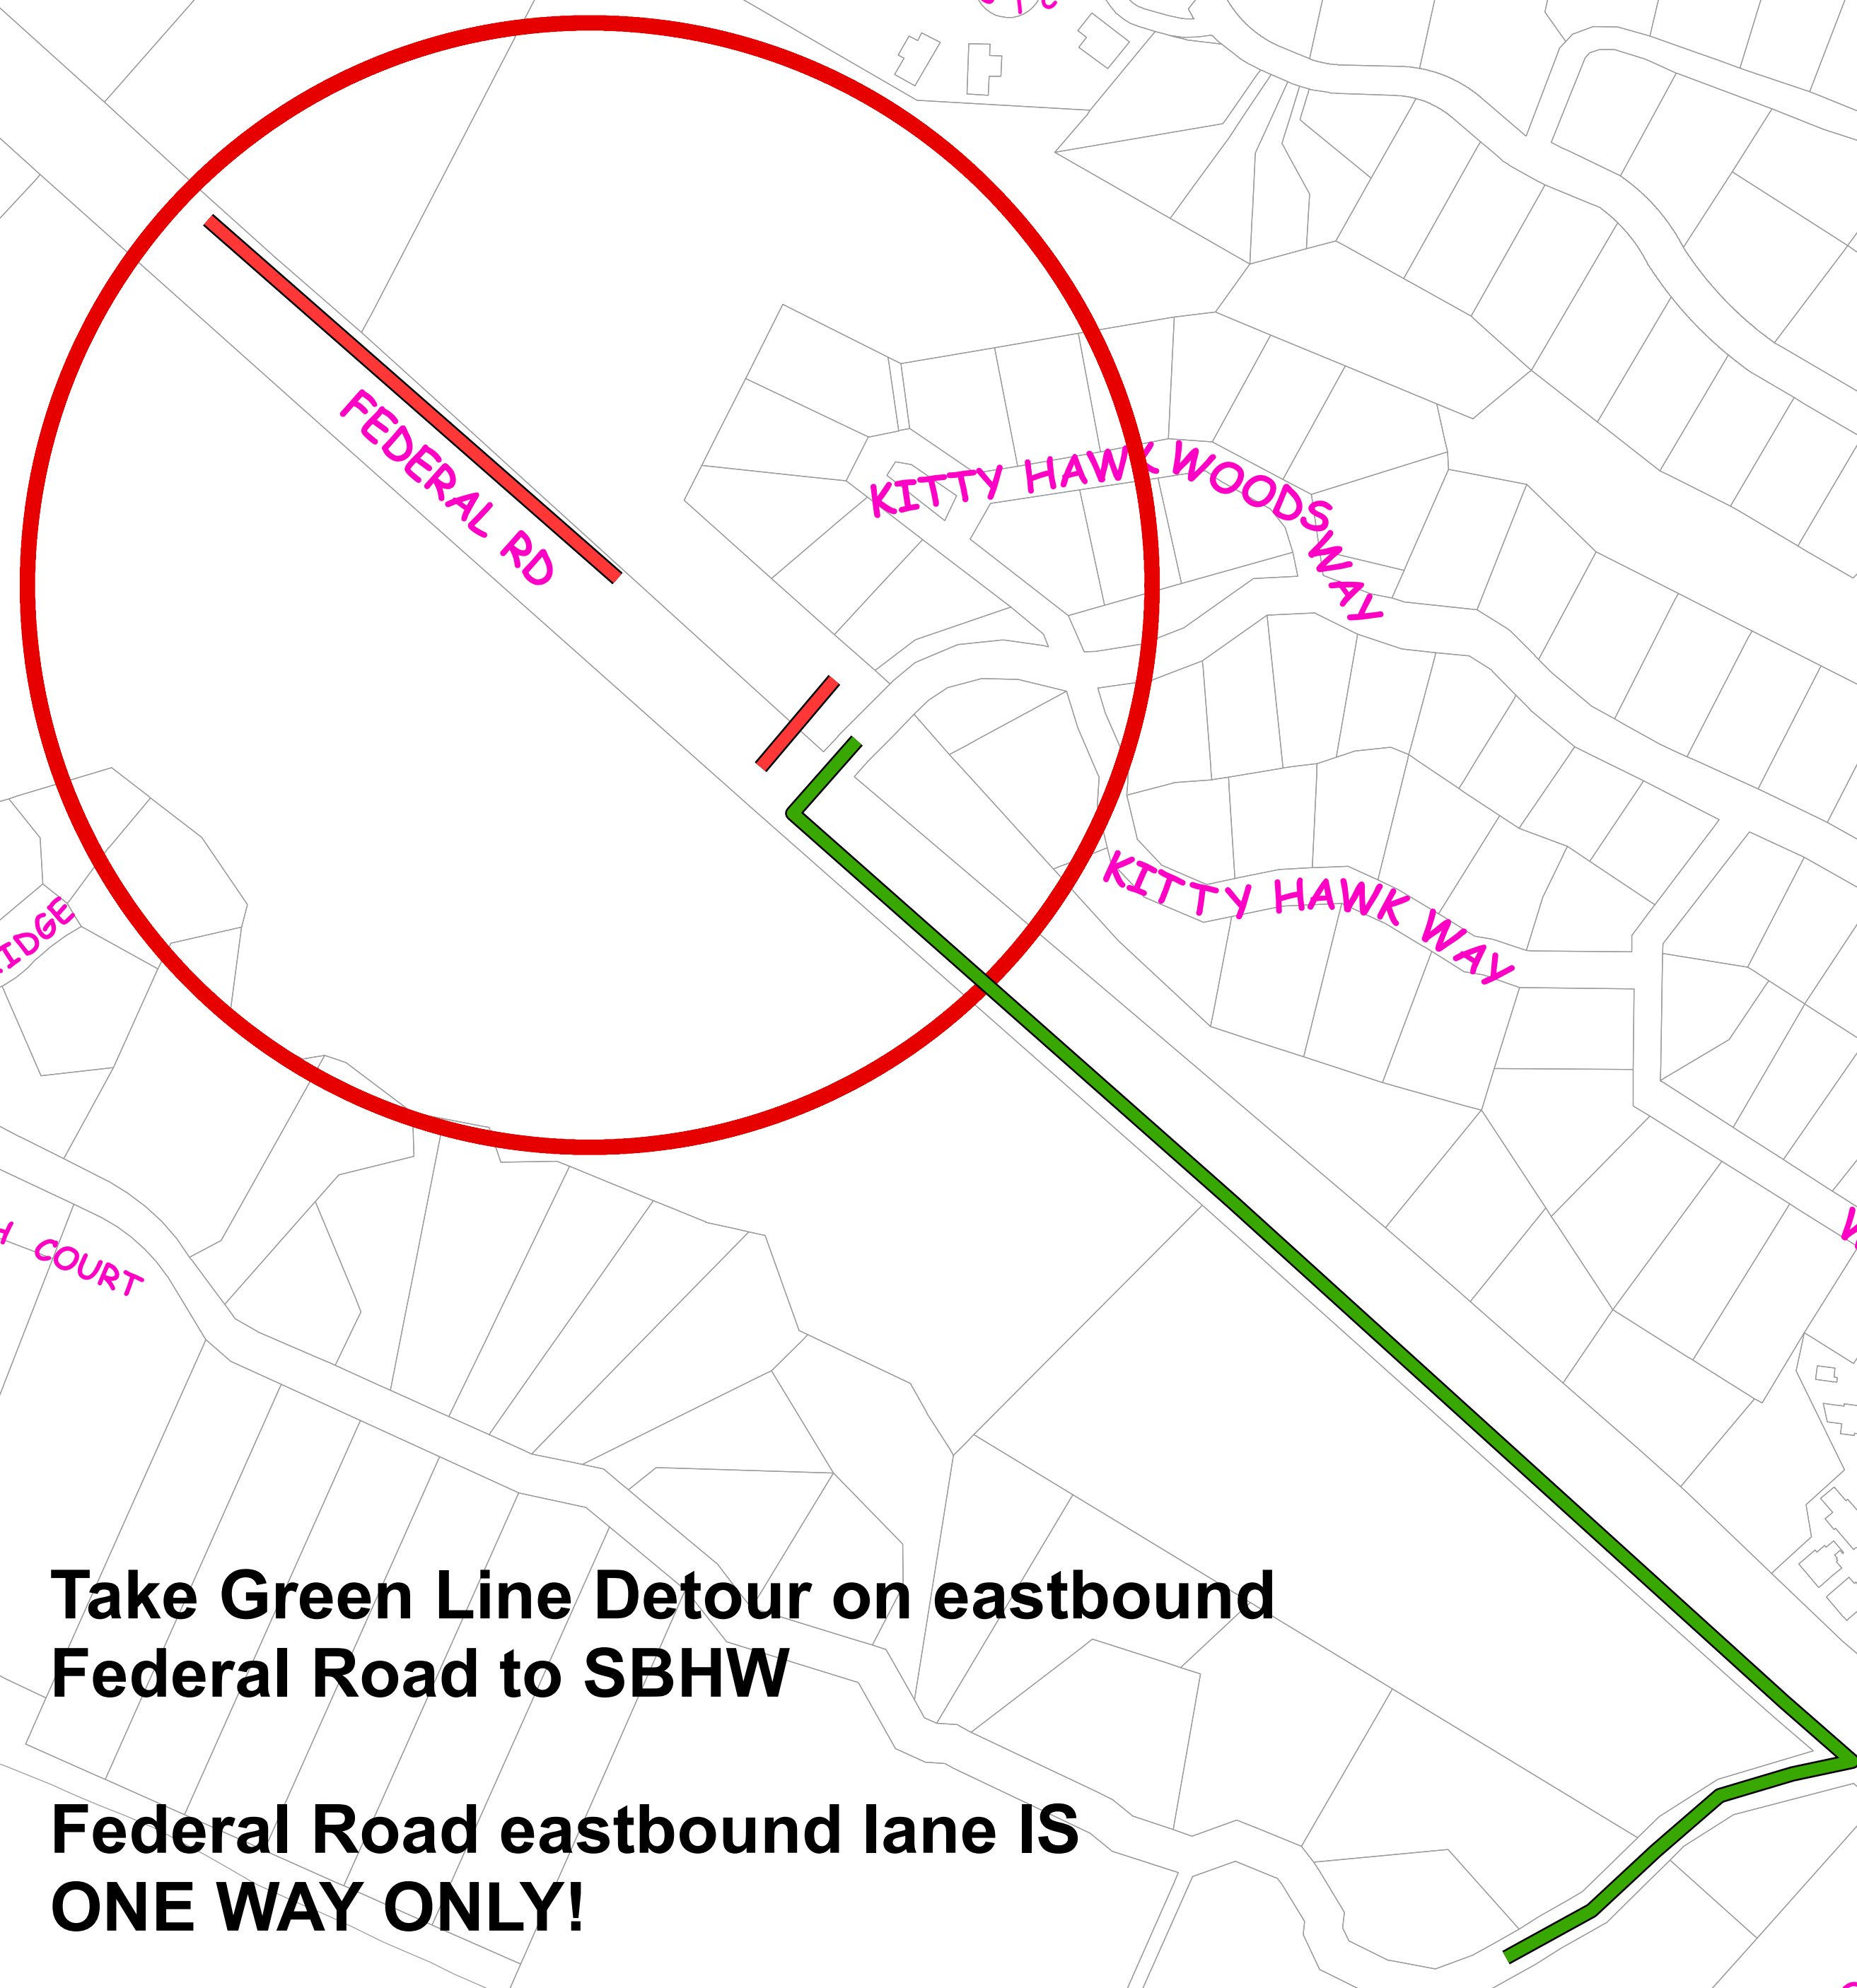 FEDERAL RD
KITTY HAWK WOODS WAY
KITTY HAWK WAY
IDGE
COURT
Take Green Line Detour on eastbound
Federal Road to SBHW
Federal Road eastbound lane IS
ONE WAY ONLY!